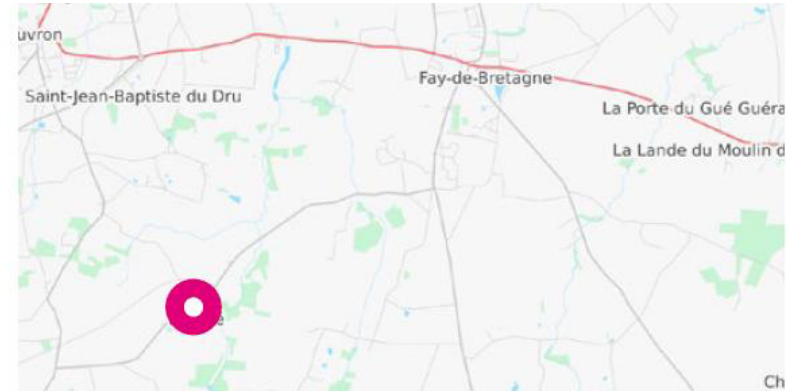 uvron
Fay-de-Bretagne
Saint-Jean-Baptiste du Dru
La Porte du Gué Guéra
La Lande du Moulin d
Ch